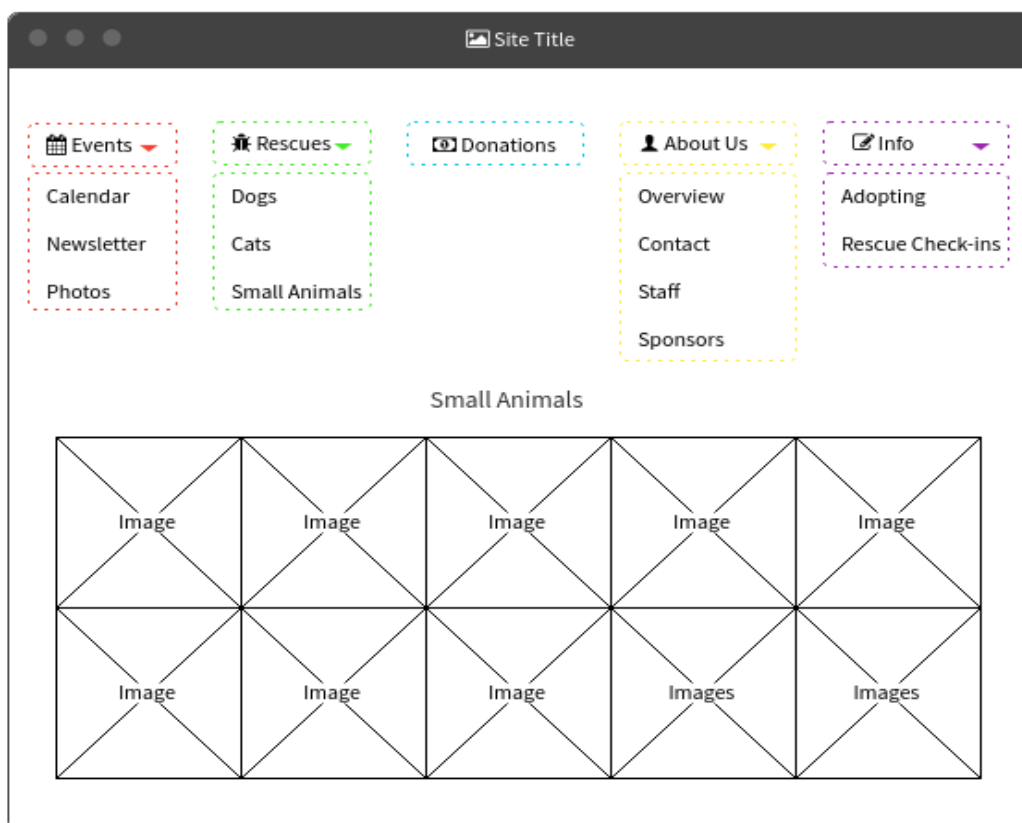 Site Title
Events
Rescues
Donations
About Us
Info
Calendar
Newsletter
Photos
Dogs
Cats
Small Animals
Overview
Contact
Staff
Sponsors
Adopting
Rescue Check-ins
Small Animals
Image
Image
Image
Image
Image
Image
Image
Image
Images
Images